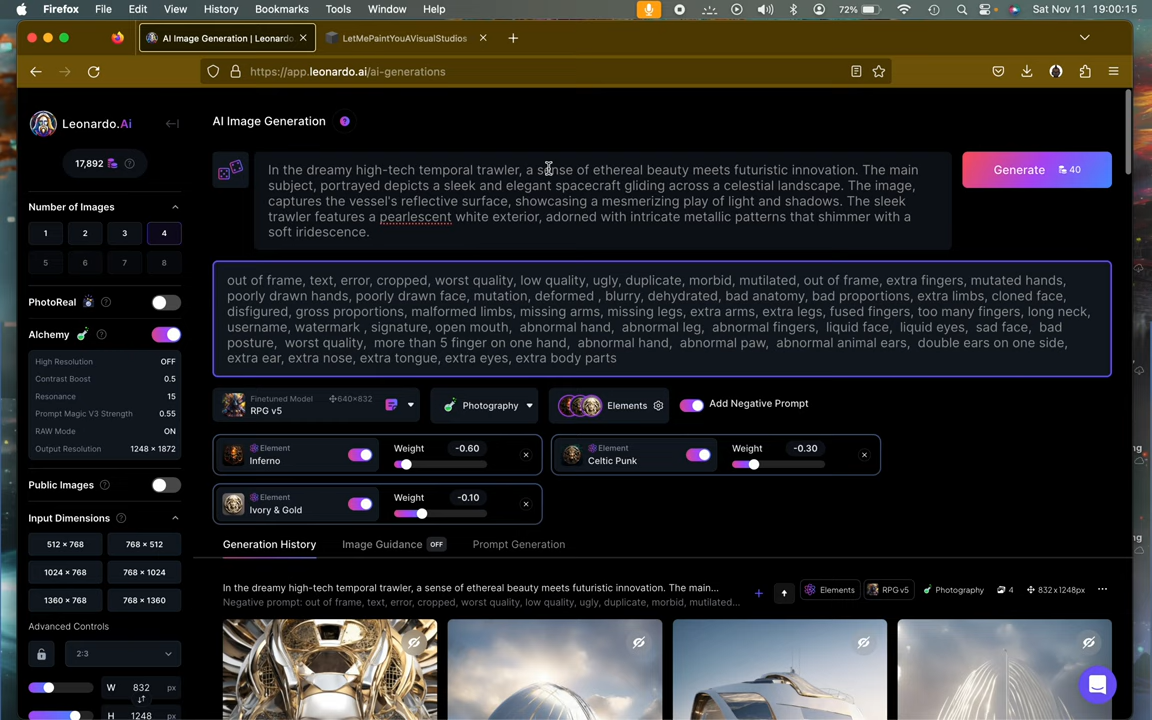 Firefox File Edit View History Bookmarks Tools Window Help 72% Sat Nov 11 19:00:15
AI Image Generation | Leonardo LetMePaintYouAVisualStudios
https://app.leonardo.ai/ai-generations
Leonardo.Ai
17,892
Number of Images
1 2 3 4
5 6 7 8
PhotoReal
Alchemy
High Resolution OFF
Contrast Boost 0.5
Resonance 15
Prompt Magic V3 Strength 0.55
RAW Mode ON
Output Resolution 1248 × 1872
Public Images
Input Dimensions
512 × 768 768 × 512
1024 × 768 768 × 1024
1360 × 768 768 × 1360
Advanced Controls
2:3
W 832 px
H 1248 px
AI Image Generation
In the dreamy high-tech temporal trawler, a sense of ethereal beauty meets futuristic innovation. The main
subject, portrayed depicts a sleek and elegant spacecraft gliding across a celestial landscape. The image,
captures the vessel's reflective surface, showcasing a mesmerizing play of light and shadows. The sleek
trawler features a pearlescent white exterior, adorned with intricate metallic patterns that shimmer with a
soft iridescence.
Generate 40
out of frame, text, error, cropped, worst quality, low quality, ugly, duplicate, morbid, mutilated, out of frame, extra fingers, mutated hands,
poorly drawn hands, poorly drawn face, mutation, deformed , blurry, dehydrated, bad anatomy, bad proportions, extra limbs, cloned face,
disfigured, gross proportions, malformed limbs, missing arms, missing legs, extra arms, extra legs, fused fingers, too many fingers, long neck,
username, watermark , signature, open mouth, abnormal hand, abnormal leg, abnormal fingers, liquid face, liquid eyes, sad face, bad
posture, worst quality, more than 5 finger on one hand, abnormal hand, abnormal paw, abnormal animal ears, double ears on one side,
extra ear, extra nose, extra tongue, extra eyes, extra body parts
Finetuned Model 640×832
RPG v5
Photography
Elements
Add Negative Prompt
Element
Inferno
Weight -0.60
Element
Celtic Punk
Weight -0.30
Element
Ivory & Gold
Weight -0.10
Generation History Image Guidance OFF Prompt Generation
In the dreamy high-tech temporal trawler, a sense of ethereal beauty meets futuristic innovation. The main...
Negative prompt: out of frame, text, error, cropped, worst quality, low quality, ugly, duplicate, morbid, mutilated...
Elements RPG v5 Photography 4 832x1248px